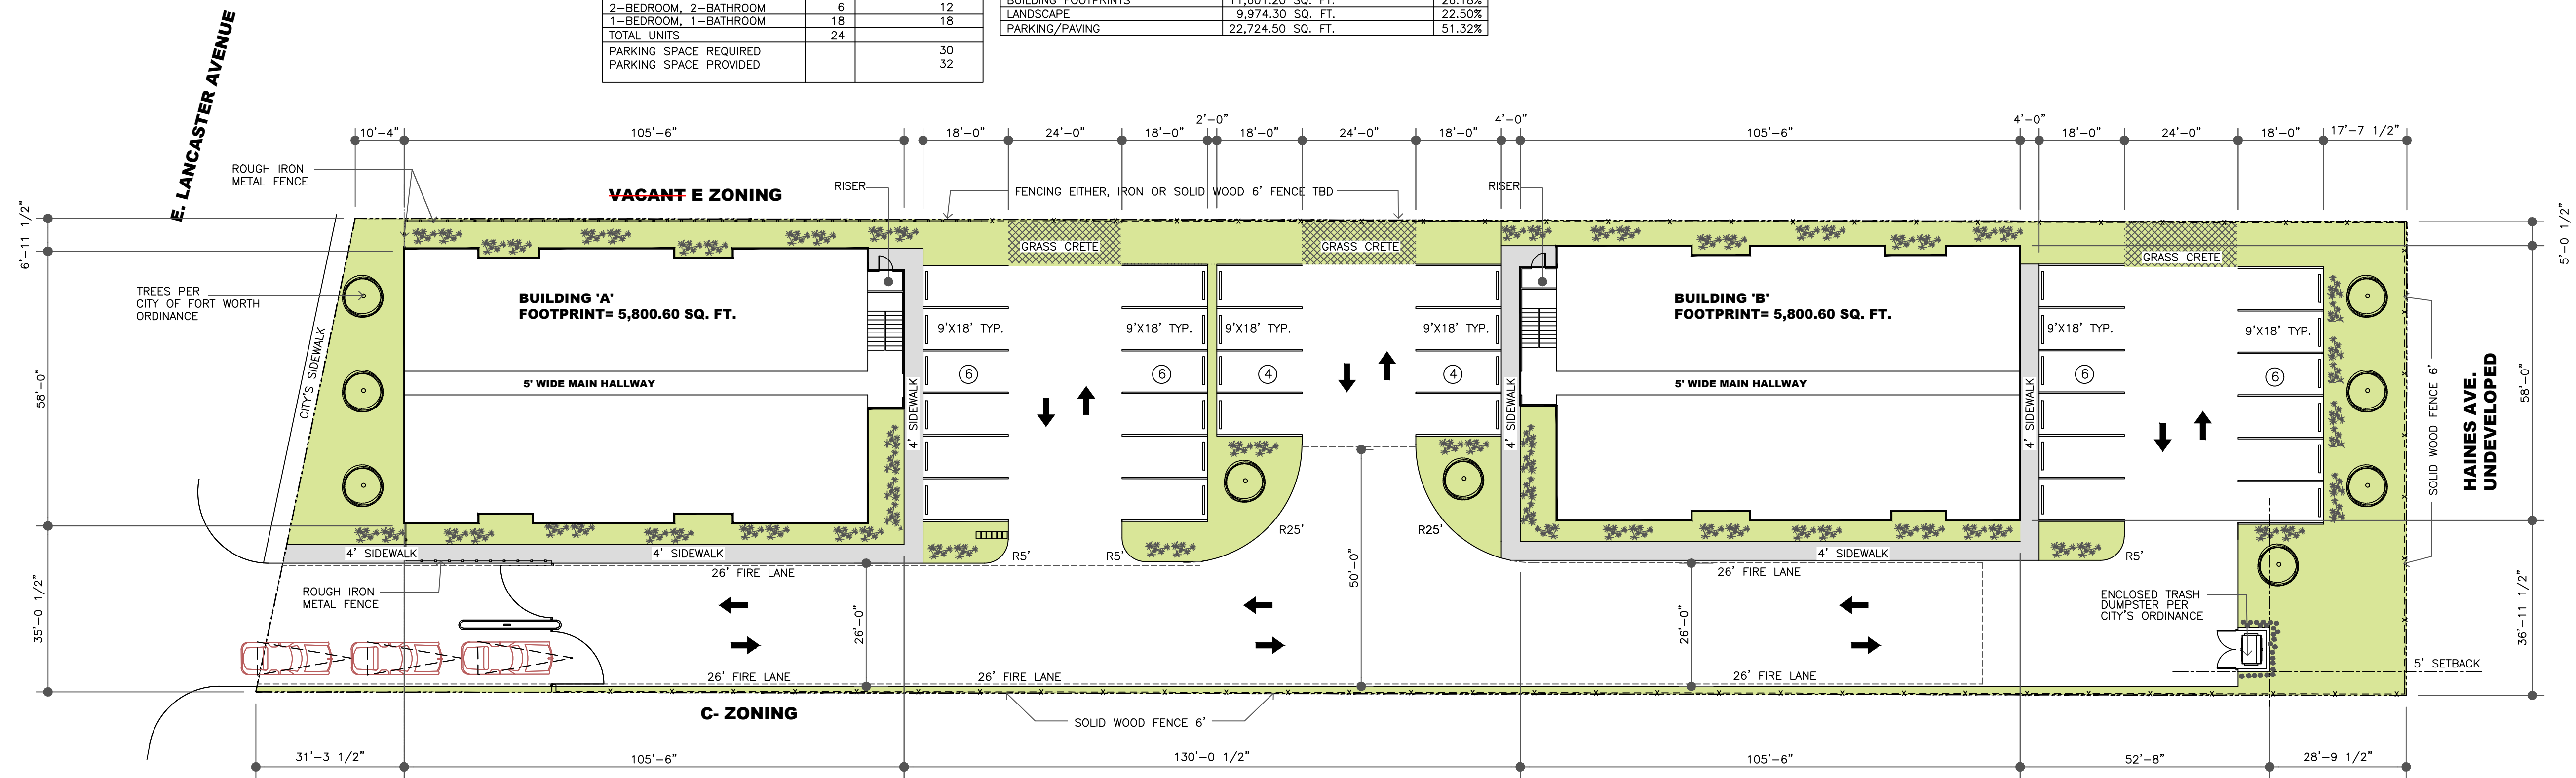 2-BEDROOM, 2-BATHROOM 6 12
1-BEDROOM, 1-BATHROOM 18 18
TOTAL UNITS 24
PARKING SPACE REQUIRED 30
PARKING SPACE PROVIDED 32
BUILDING FOOTPRINTS 11,601.20 SQ. FT. 26.18%
LANDSCAPE 9,974.30 SQ. FT. 22.50%
PARKING/PAVING 22,724.50 SQ. FT. 51.32%
E. LANCASTER AVENUE
10'-4"
105'-6"
18'-0"
24'-0"
18'-0"
2'-0"
18'-0"
24'-0"
18'-0"
4'-0"
105'-6"
4'-0"
18'-0"
24'-0"
18'-0"
17'-7 1/2"
ROUGH IRON
METAL FENCE
VACANT E ZONING
RISER
FENCING EITHER, IRON OR SOLID WOOD 6' FENCE TBD
RISER
6'-11 1/2"
5'-0 1/2"
GRASS CRETE
GRASS CRETE
GRASS CRETE
TREES PER
CITY OF FORT WORTH
ORDINANCE
CITY'S SIDEWALK
BUILDING 'A'
FOOTPRINT= 5,800.60 SQ. FT.
5' WIDE MAIN HALLWAY
4' SIDEWALK
9'X18' TYP.
9'X18' TYP.
9'X18' TYP.
9'X18' TYP.
6
6
4
4
4' SIDEWALK
BUILDING 'B'
FOOTPRINT= 5,800.60 SQ. FT.
5' WIDE MAIN HALLWAY
4' SIDEWALK
9'X18' TYP.
9'X18' TYP.
6
6
SOLID WOOD FENCE 6'
HAINES AVE.
UNDEVELOPED
58'-0"
58'-0"
4' SIDEWALK
4' SIDEWALK
R5'
R5'
R25'
R25'
4' SIDEWALK
R5'
26' FIRE LANE
26' FIRE LANE
ROUGH IRON
METAL FENCE
35'-0 1/2"
26'-0"
50'-0"
26'-0"
36'-11 1/2"
ENCLOSED TRASH
DUMPSTER PER
CITY'S ORDINANCE
5' SETBACK
26' FIRE LANE
26' FIRE LANE
26' FIRE LANE
C- ZONING
SOLID WOOD FENCE 6'
31'-3 1/2"
105'-6"
130'-0 1/2"
105'-6"
52'-8"
28'-9 1/2"